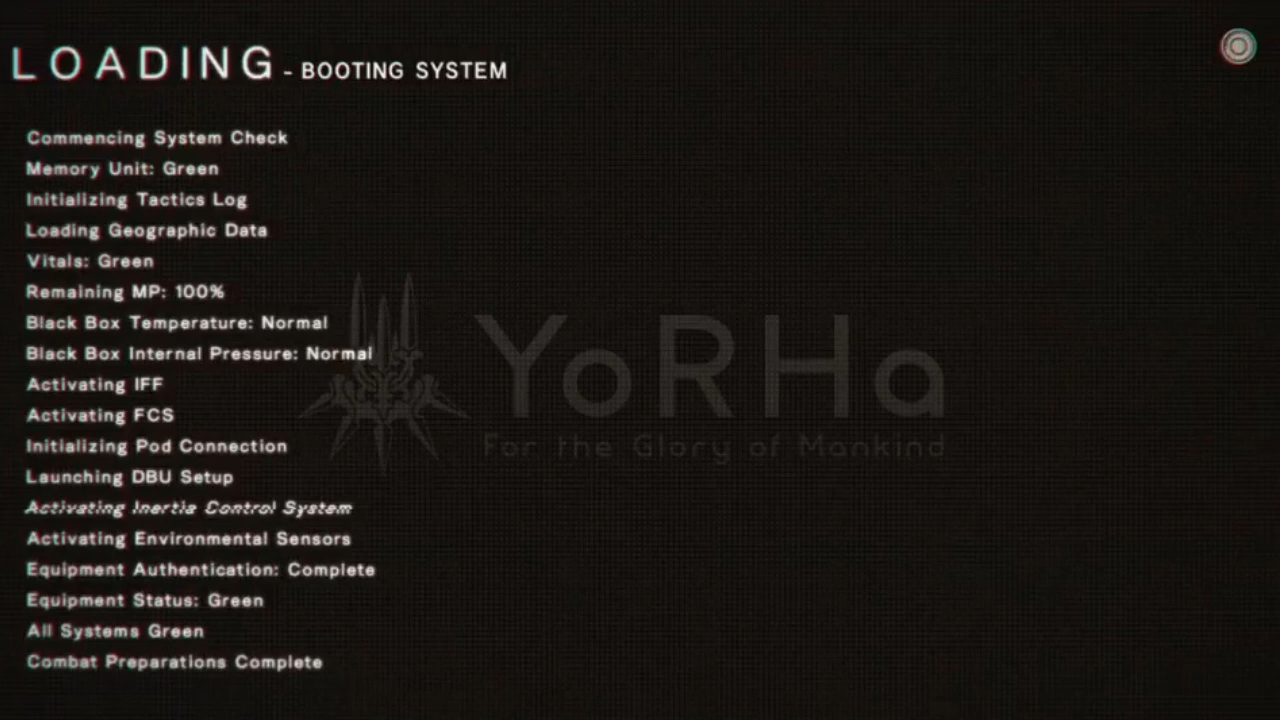 LOADING - BOOTING SYSTEM
Commencing System Check
Memory Unit: Green
Initializing Tactics Log
Loading Geographic Data
Vitals: Green
Remaining MP: 100%
Black Box Temperature: Normal
Black Box Internal Pressure: Normal
Activating IFF
Activating FCS
Initializing Pod Connection
Launching DBU Setup
Activating Inertia Control System
Activating Environmental Sensors
Equipment Authentication: Complete
Equipment Status: Green
All Systems Green
Combat Preparations Complete
YoRHa
For the Glory of Mankind